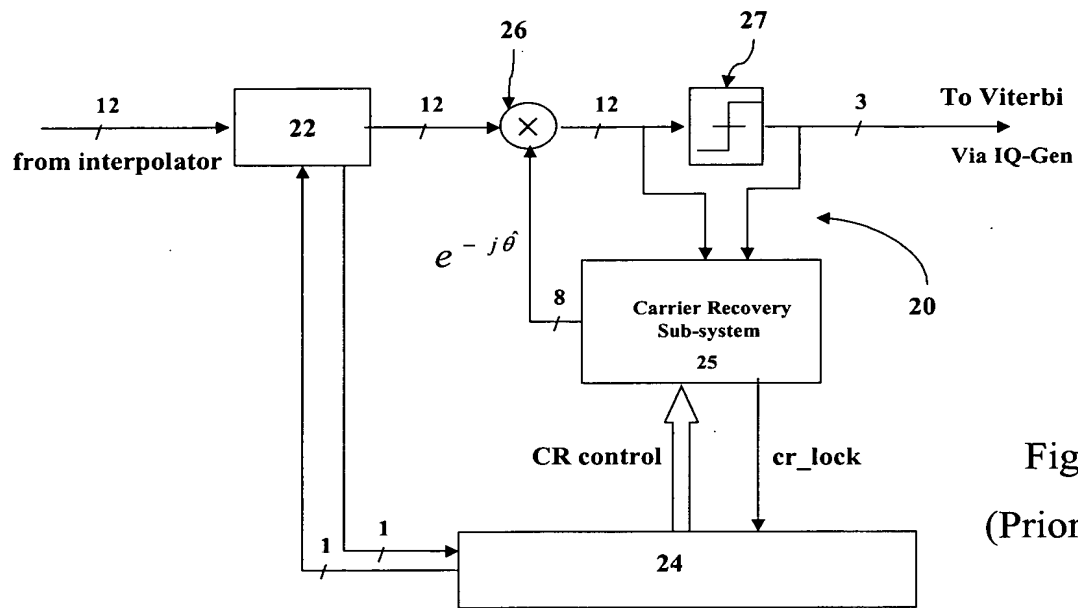 26
27
12
12
12
3
To Viterbi
22
×
from interpolator
Via IQ-Gen
e^{-jθ̂}
8
Carrier Recovery
Sub-system
25
20
CR control
cr_lock
Fig
(Prior
1
1
24